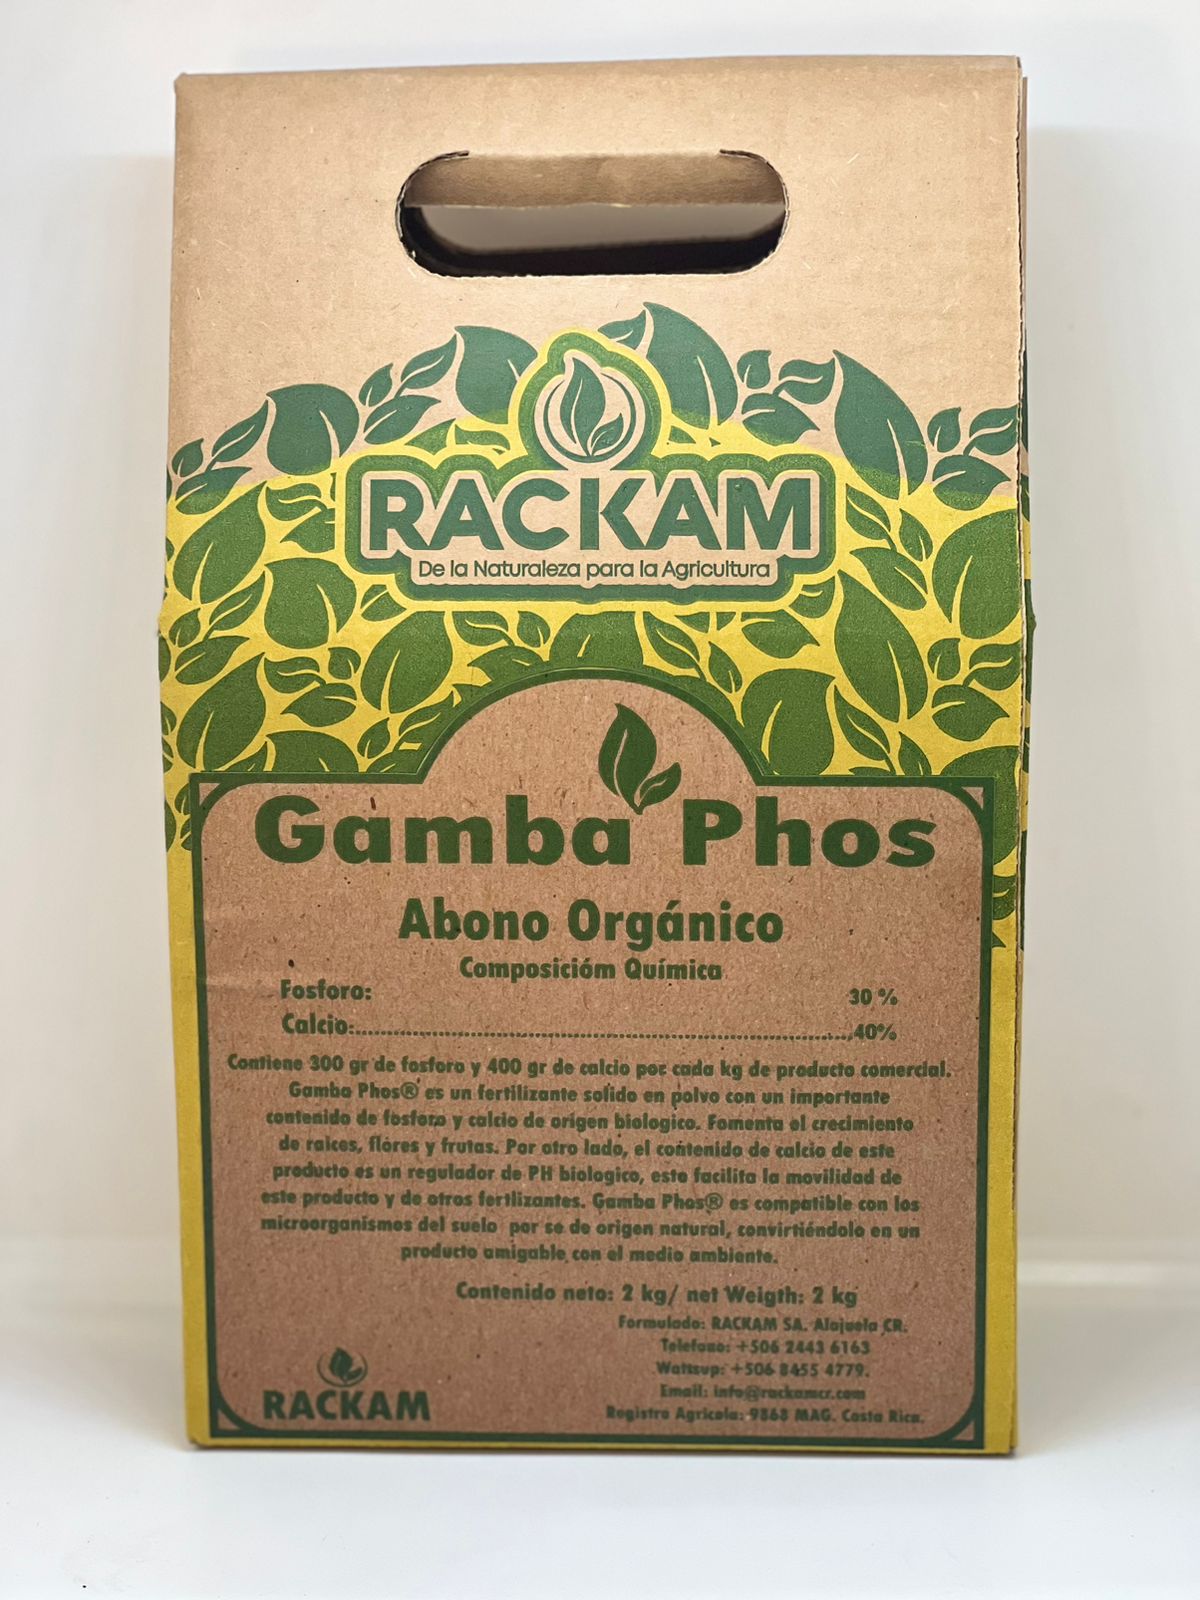 RACKAM
De la Naturaleza para la Agricultura
Gamba Phos
Abono Orgánico
Composicióm Química
Fosforo: 30 %
Calcio:..........................................................................40%
Contiene 300 gr de fosforo y 400 gr de calcio por cada kg de producto comercial.
Gamba Phos® es un fertilizante solido en polvo con un importante
contenido de fosforo y calcio de origen biologico. Fomenta el crecimiento
de raices, flores y frutas. Por otro lado, el contenido de calcio de este
producto es un regulador de PH biologico, esto facilita la movilidad de
este producto y de otros fertlizantes. Gamba Phos® es compatible con los
microorganismos del suelo por se de origen natural, convirtiéndolo en un
producto amigable con el medio ambiente.
Contenido neto: 2 kg/ net Weigth: 2 kg
Formulado: RACKAM SA. Alajuela CR.
Telefono: +506 2443 6163
Wattsup: +506 8455 4779.
Email: info@rackamcr.com
Registro Agricola: 9868 MAG. Costa Rica.
RACKAM